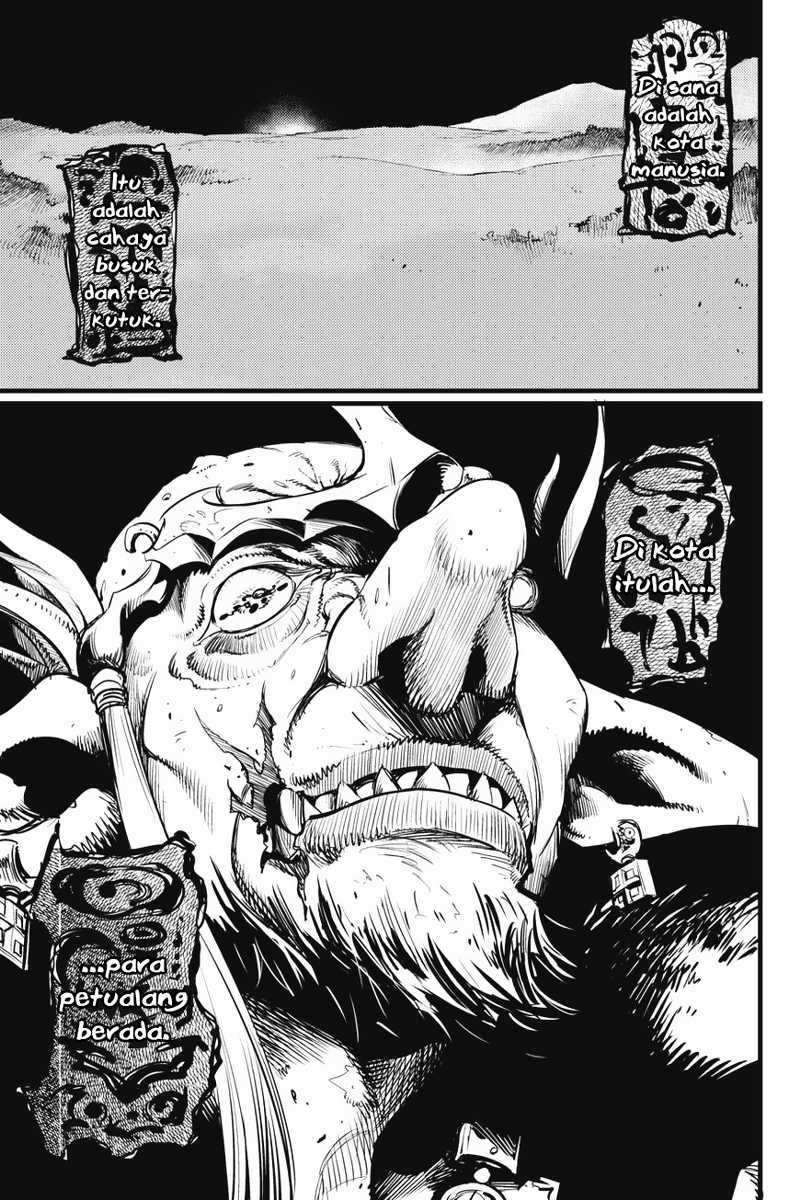 Di sana
adalah
kota
manusia.
Itu
adalah
cahaya
busuk
dan ter-
kutuk.
Di kota
itulah...
...para
petualang
berada.